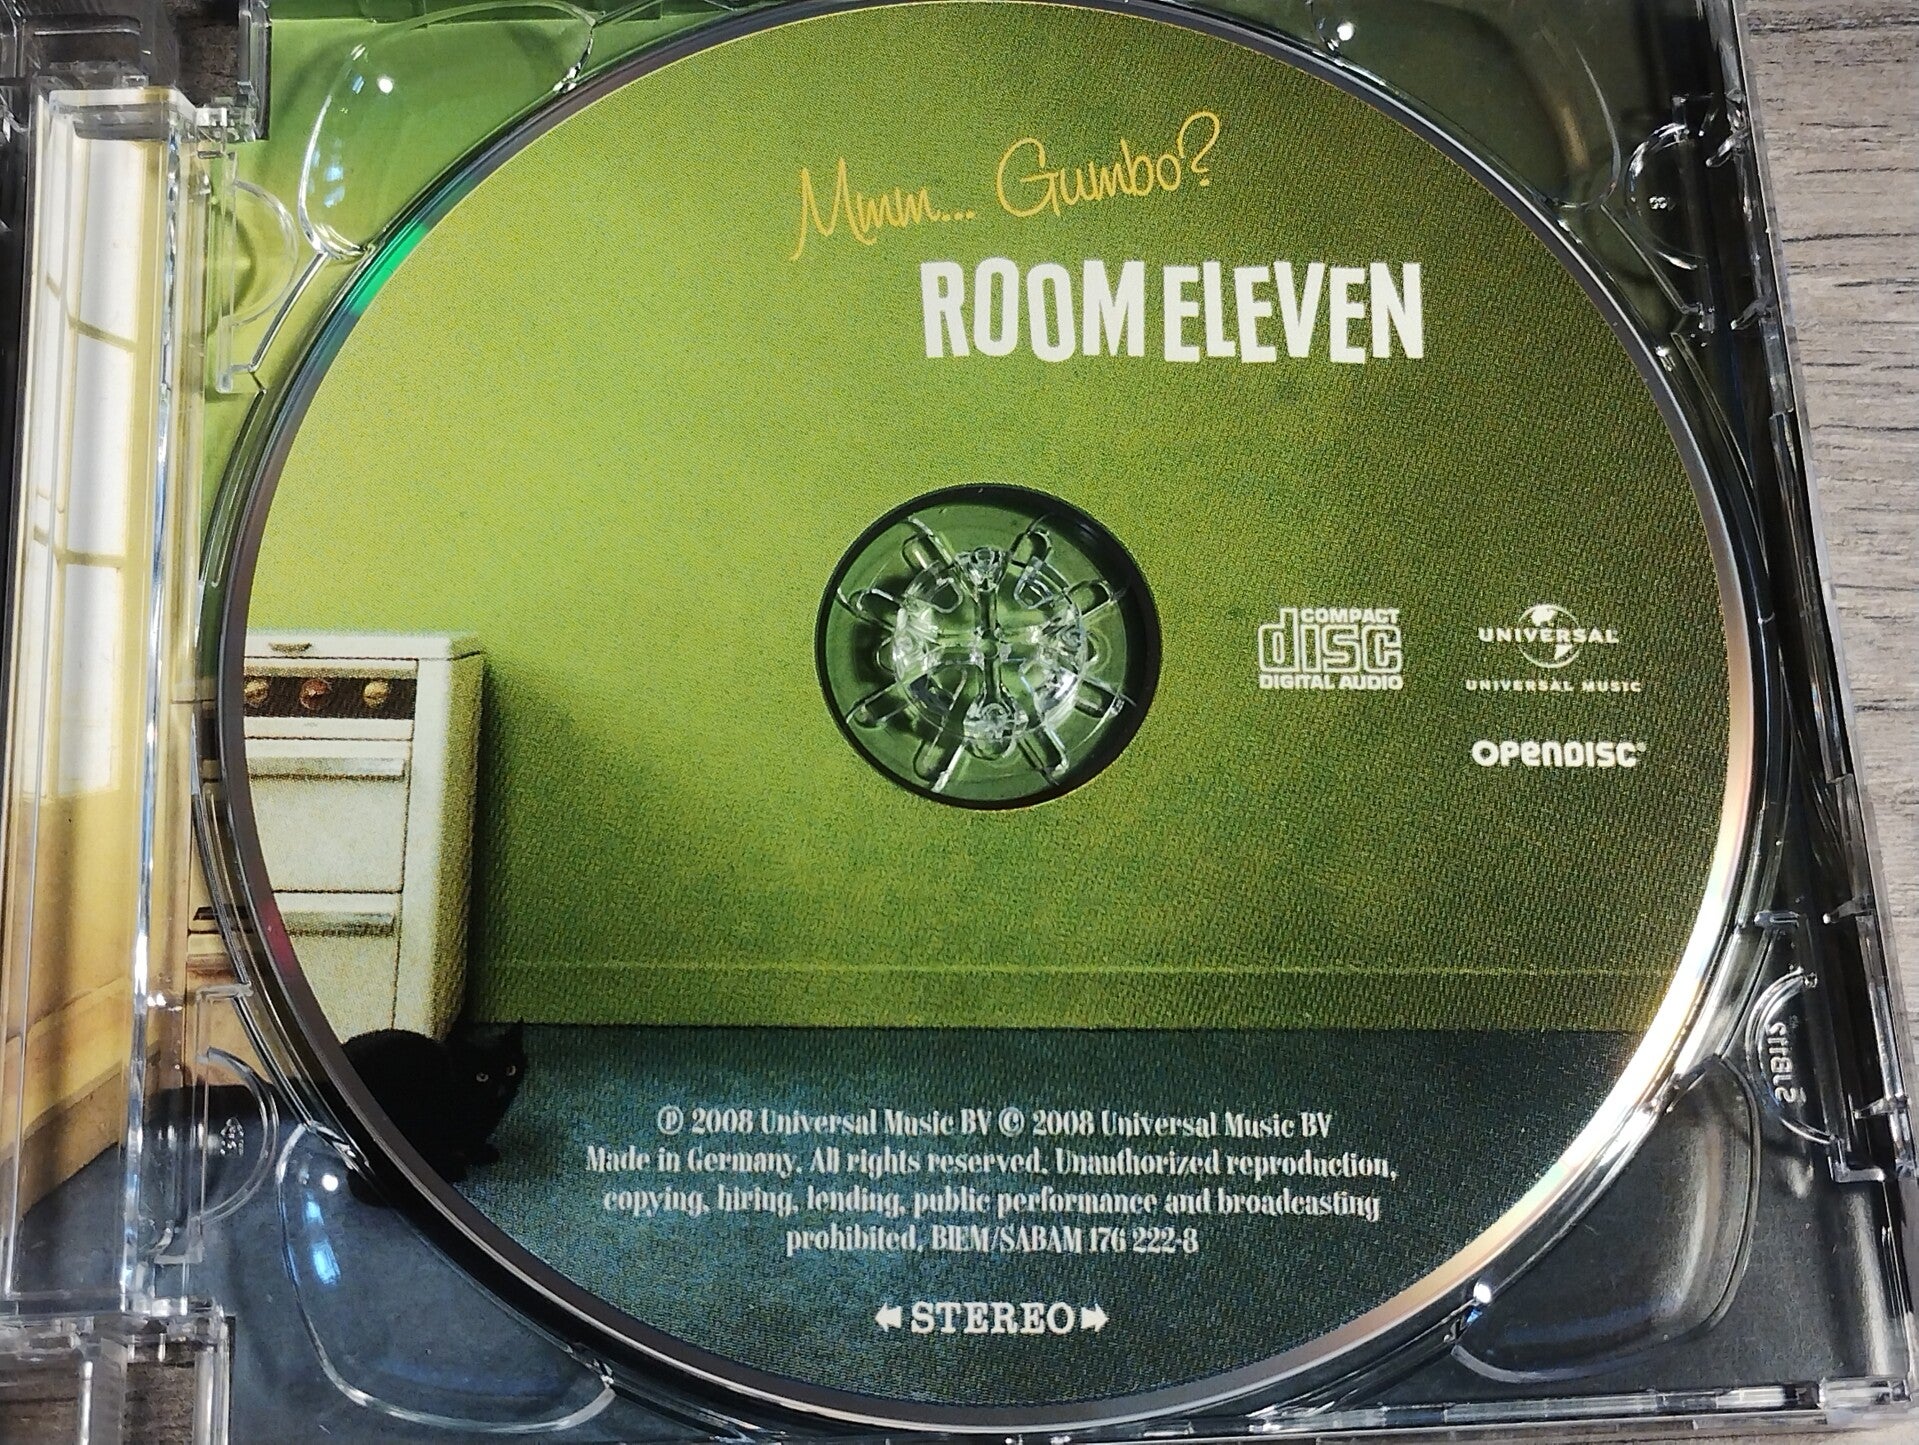 Mmm... Gumbo?
ROOM ELEVEN
COMPACT
disc
DIGITAL AUDIO
UNIVERSAL
UNIVERSAL MUSIC
OPENDISC
℗ 2008 Universal Music BV © 2008 Universal Music BV
Made in Germany. All rights reserved. Unauthorized reproduction,
copying, hiring, lending, public performance and broadcasting
prohibited. BIEM/SABAM 176 222-8
STEREO